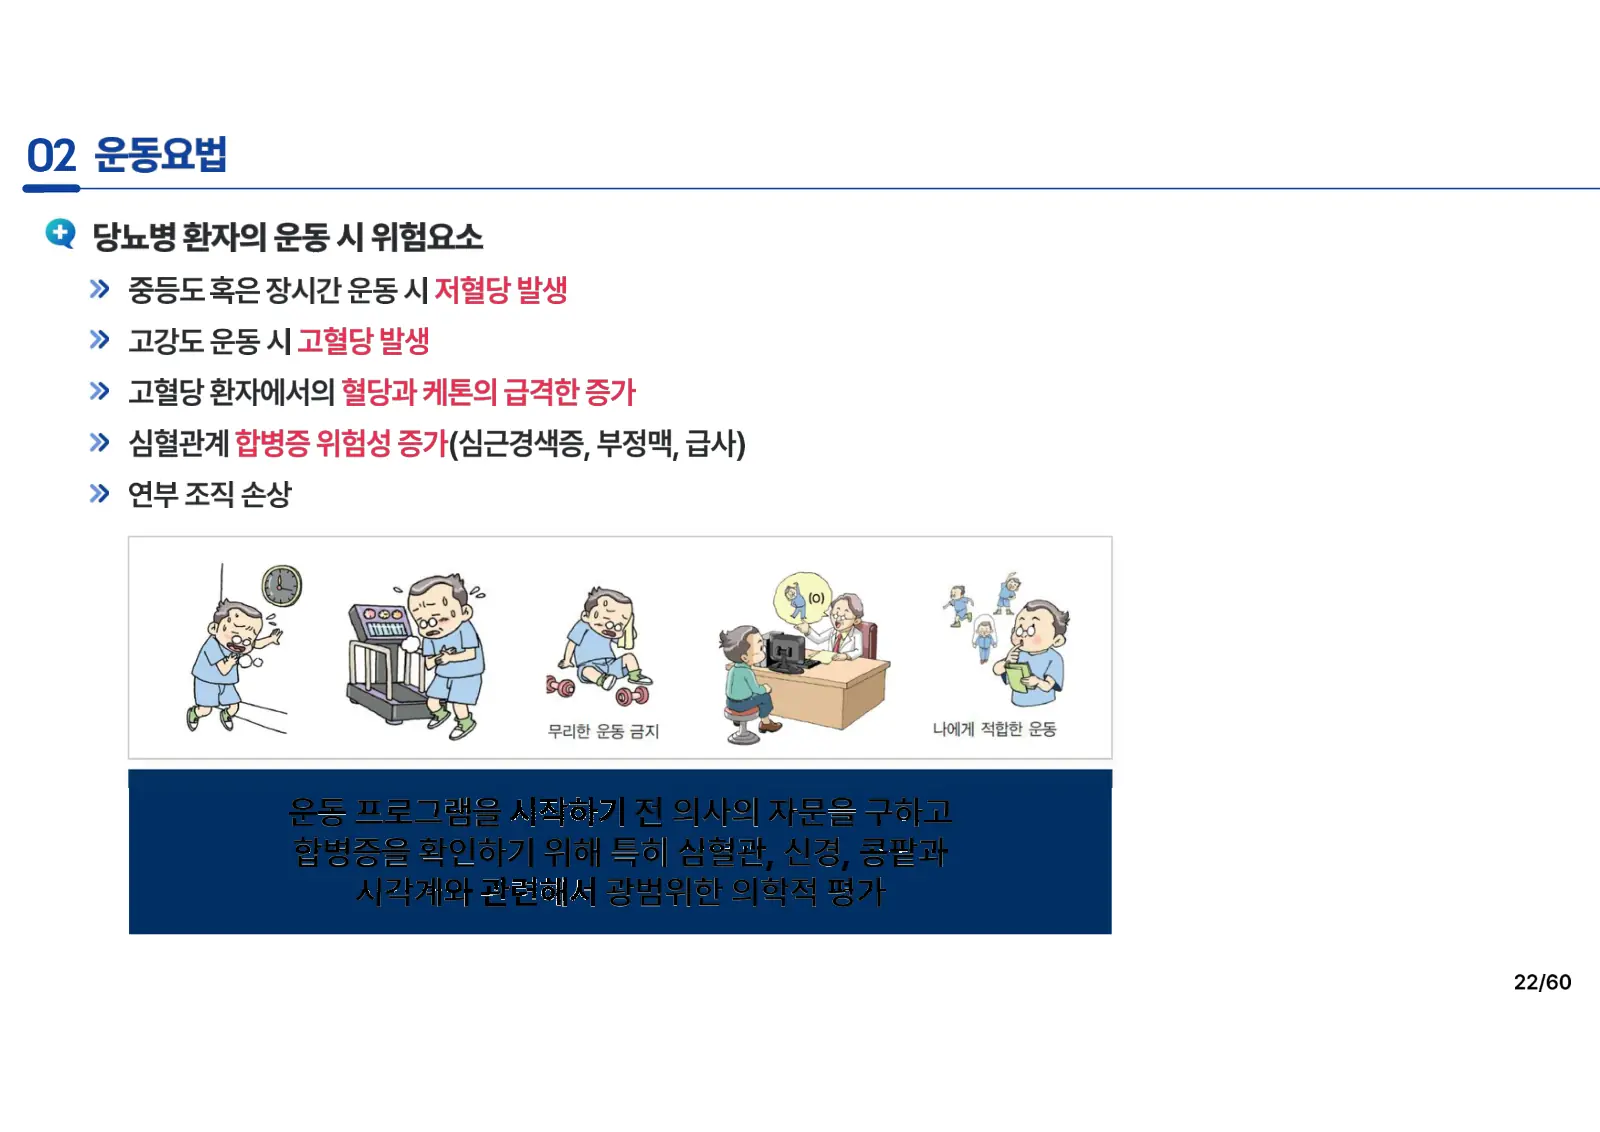 02 운동요법
당뇨병 환자의 운동 시 위험요소
중등도 혹은 장시간 운동 시 저혈당 발생
고강도 운동 시 고혈당 발생
고혈당 환자에서의 혈당과 케톤의 급격한 증가
심혈관계 합병증 위험성 증가(심근경색증, 부정맥, 급사)
연부 조직 손상
(O)
무리한 운동 금지
나에게 적합한 운동
운동 프로그램을 시작하기 전 의사의 자문을 구하고
합병증을 확인하기 위해 특히 심혈관, 신경, 콩팥과
시각계와 관련해서 광범위한 의학적 평가
22/60